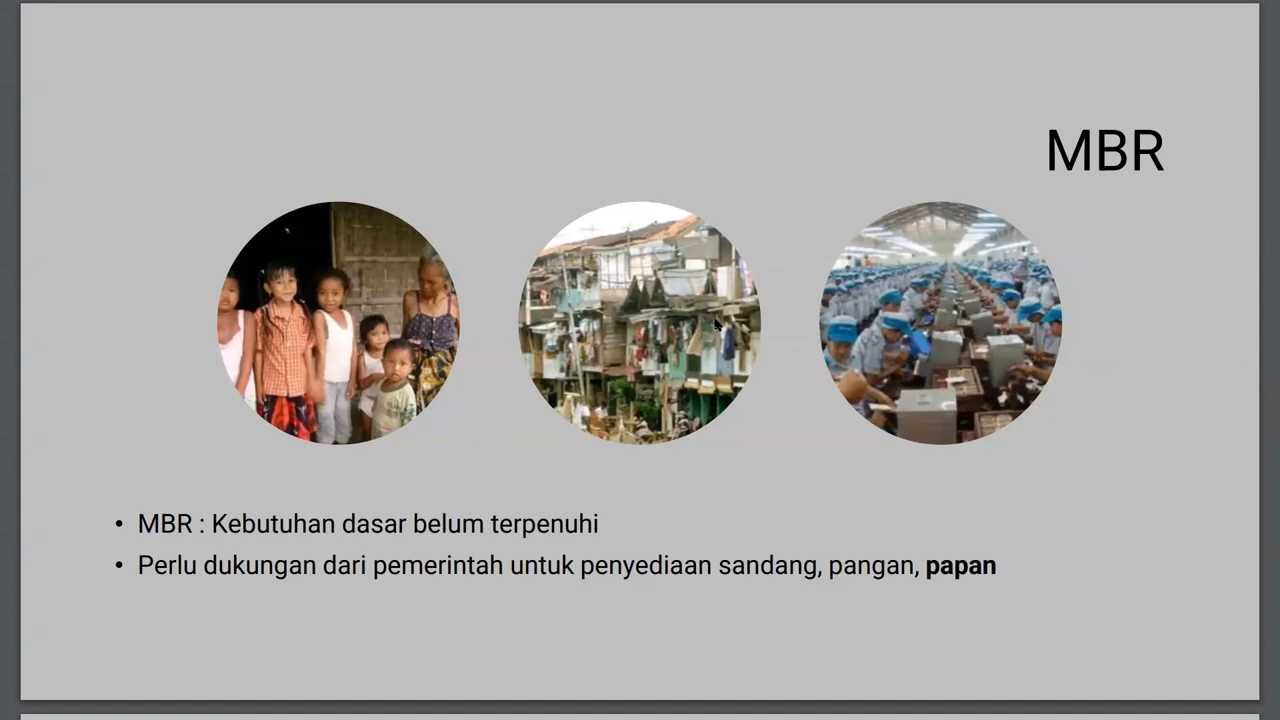 MBR
• MBR : Kebutuhan dasar belum terpenuhi
• Perlu dukungan dari pemerintah untuk penyediaan sandang, pangan, papan